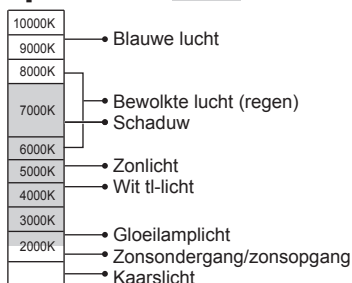 10000K
9000K
Blauwe lucht
8000K
Bewolkte lucht (regen)
7000K
Schaduw
6000K
5000K
Zonlicht
Wit tl-licht
4000K
3000K
Gloeilamplicht
2000K
Zonsondergang/zonsopgang
Kaarslicht